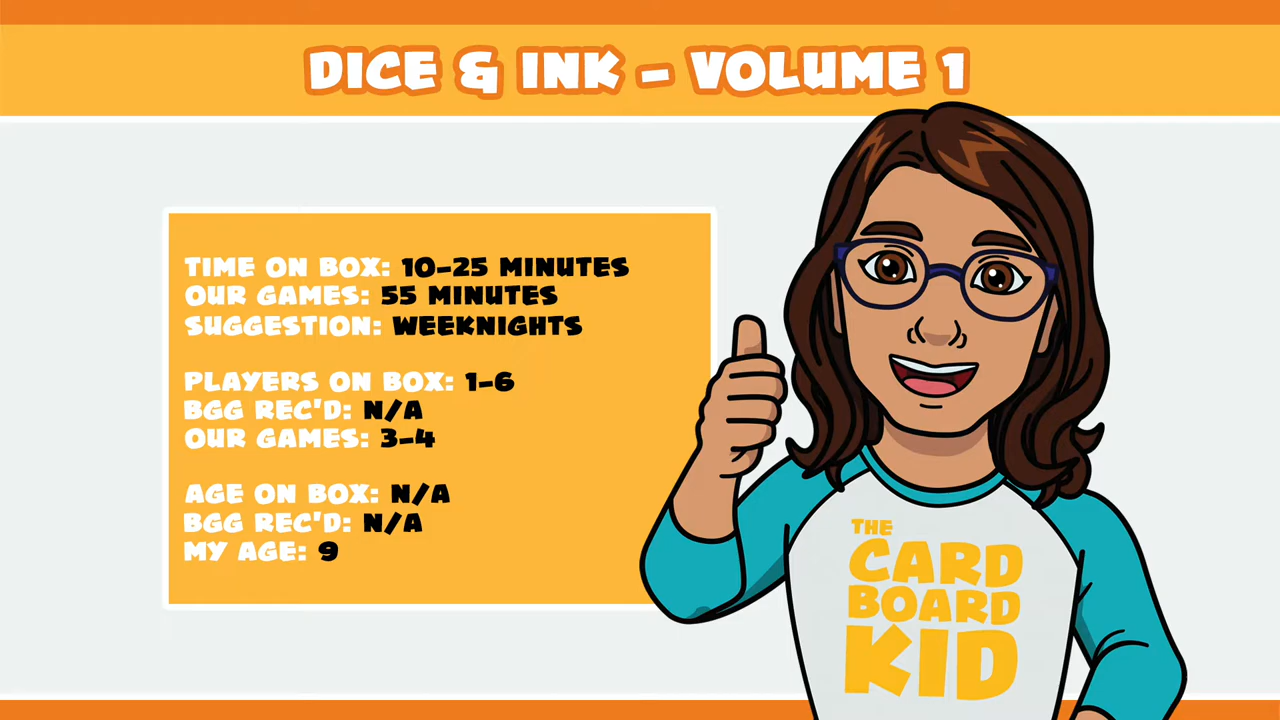 DICE & INK - VOLUME 1
TIME ON BOX: 10-25 MINUTES
OUR GAMES: 55 MINUTES
SUGGESTION: WEEKNIGHTS
PLAYERS ON BOX: 1-6
BGG REC'D: N/A
OUR GAMES: 3-4
AGE ON BOX: N/A
BGG REC'D: N/A
MY AGE: 9
THE
CARD
BOARD
KID